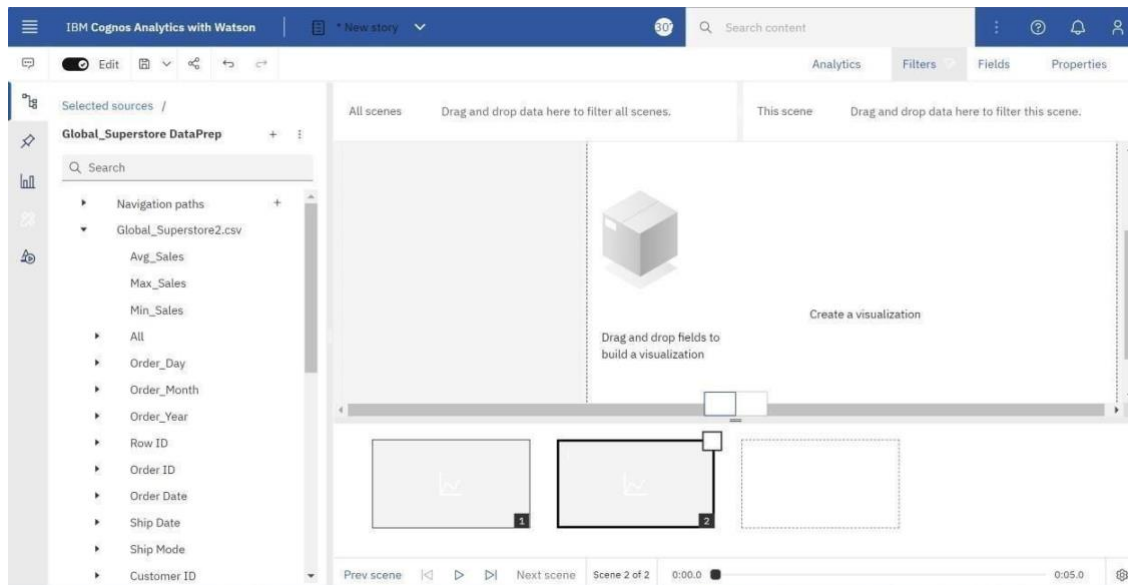 IBM Cognos Analytics with Watson
* New story
30
Search content
Edit
Analytics
Filters
Fields
Properties
Selected sources /
Global_Superstore DataPrep
Search
Navigation paths
Global_Superstore2.csv
Avg_Sales
Max_Sales
Min_Sales
All
Order_Day
Order_Month
Order_Year
Row ID
Order ID
Order Date
Ship Date
Ship Mode
Customer ID
All scenes
Drag and drop data here to filter all scenes.
This scene
Drag and drop data here to filter this scene.
Drag and drop fields to
build a visualization
Create a visualization
1
2
Prev scene
Next scene
Scene 2 of 2
0:00.0
0:05.0